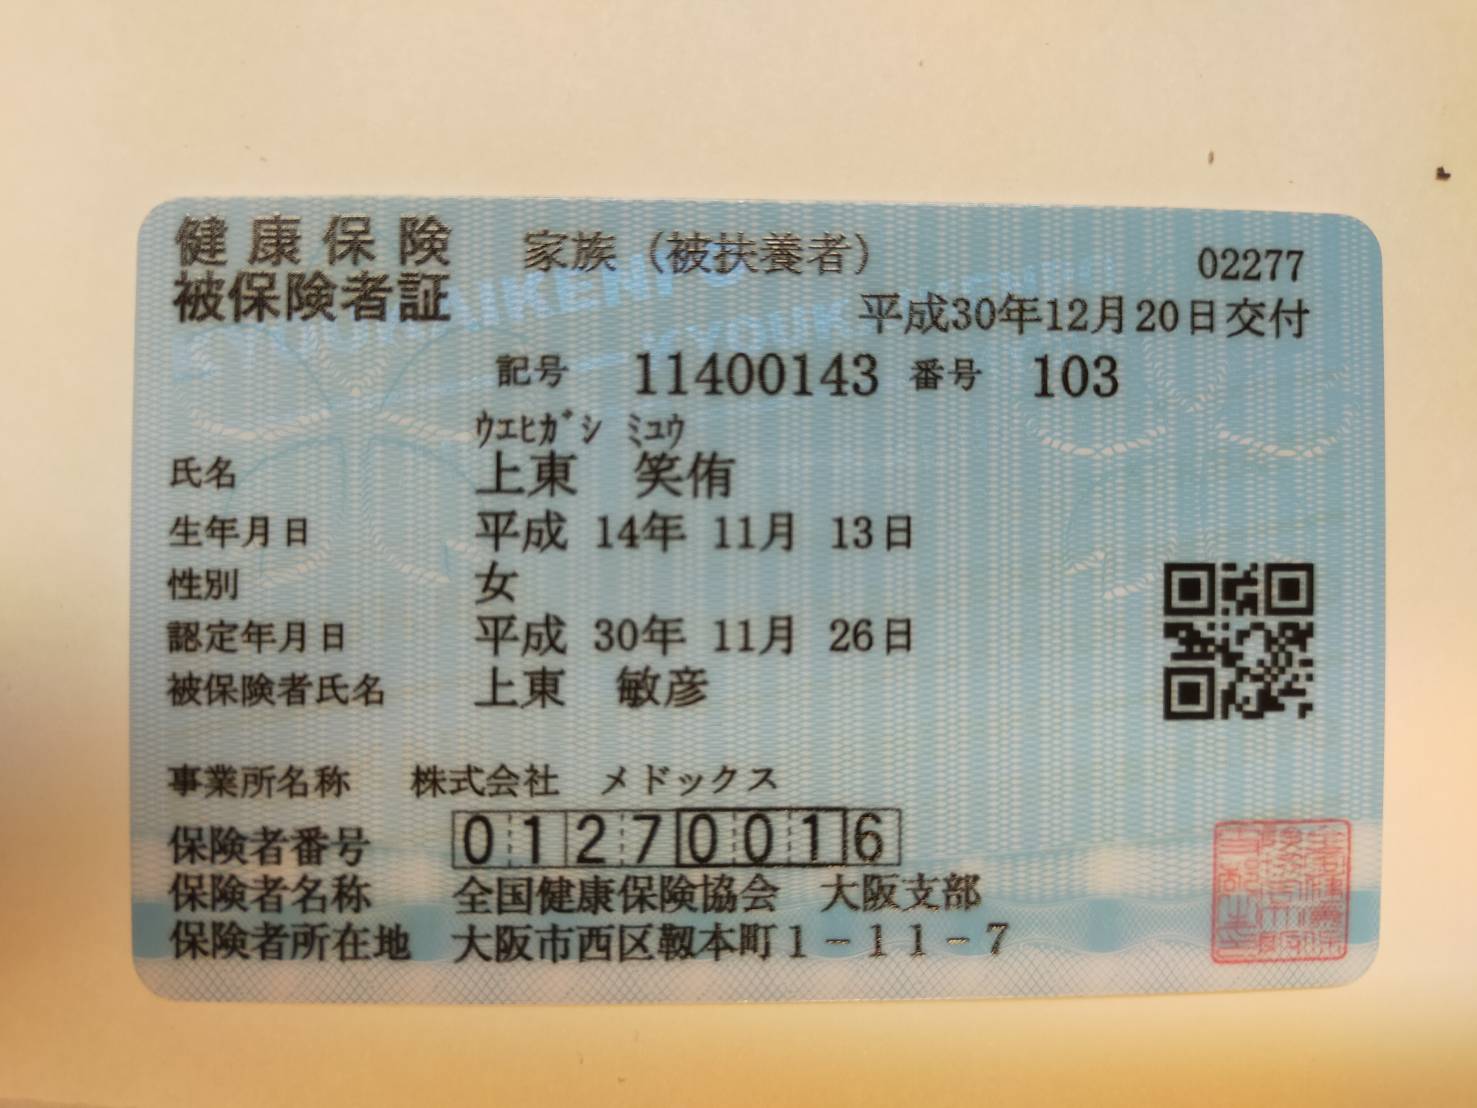 健康保険 家族（被扶養者） 02277
被保険者証 平成30年12月20日交付
記号 11400143 番号 103
ｳｴﾋｶﾞｼ ﾐﾕｳ
氏名 上東 笑侑
生年月日 平成 14年 11月 13日
性別 女
認定年月日 平成 30年 11月 26日
被保険者氏名 上東 敏彦
事業所名称 株式会社 メドックス
保険者番号 01270016
保険者名称 全国健康保険協会 大阪支部
保険者所在地 大阪市西区靱本町1－11－7